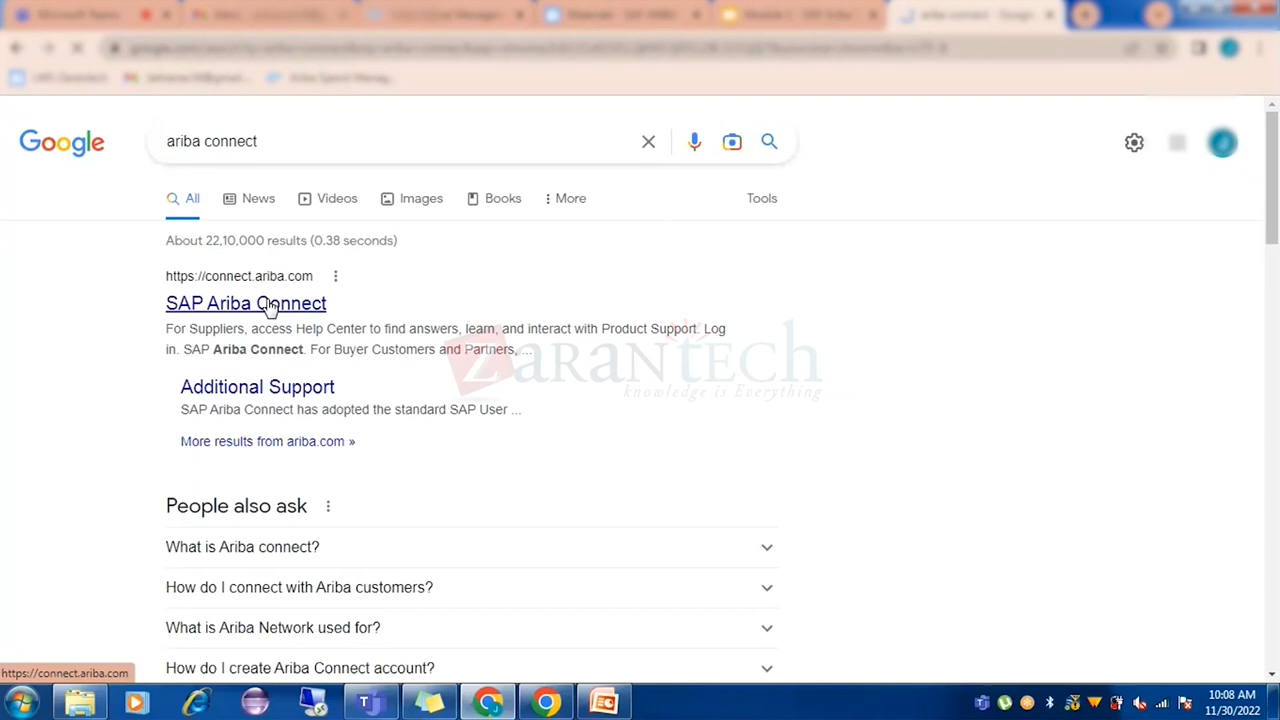 Google
ariba connect
All News Videos Images Books More Tools
About 22,10,000 results (0.38 seconds)
https://connect.ariba.com
SAP Ariba Connect
For Suppliers, access Help Center to find answers, learn, and interact with Product Support. Log
in. SAP Ariba Connect. For Buyer Customers and Partners, ...
ZARANTECH
knowledge is Everything
Additional Support
SAP Ariba Connect has adopted the standard SAP User ...
More results from ariba.com »
People also ask
What is Ariba connect?
How do I connect with Ariba customers?
What is Ariba Network used for?
How do I create Ariba Connect account?
https://connect.ariba.com
10:08 AM
11/30/2022